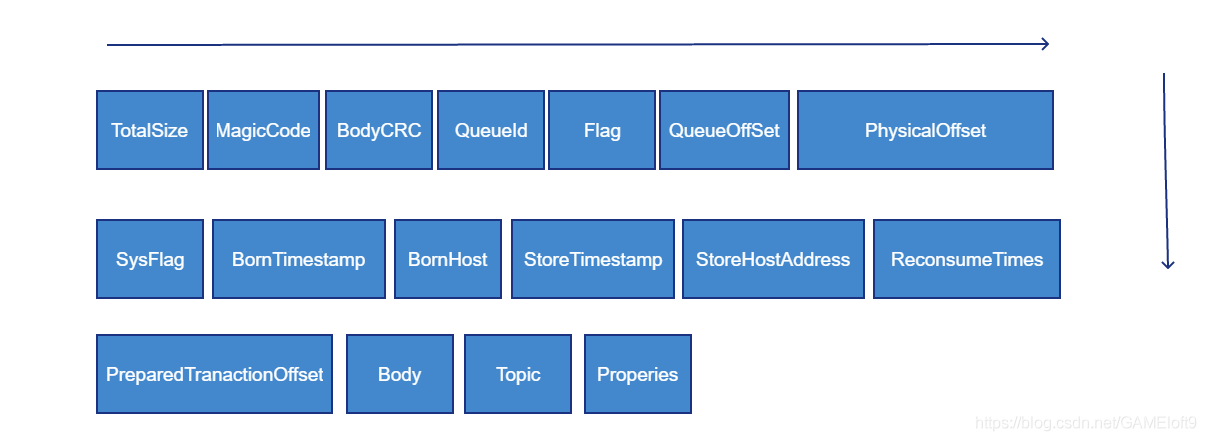 TotalSize MagicCode BodyCRC QueueId Flag QueueOffSet PhysicalOffset
SysFlag BornTimestamp BornHost StoreTimestamp StoreHostAddress ReconsumeTimes
PreparedTranactionOffset Body Topic Properies
https://blog.csdn.net/GAMEloft9